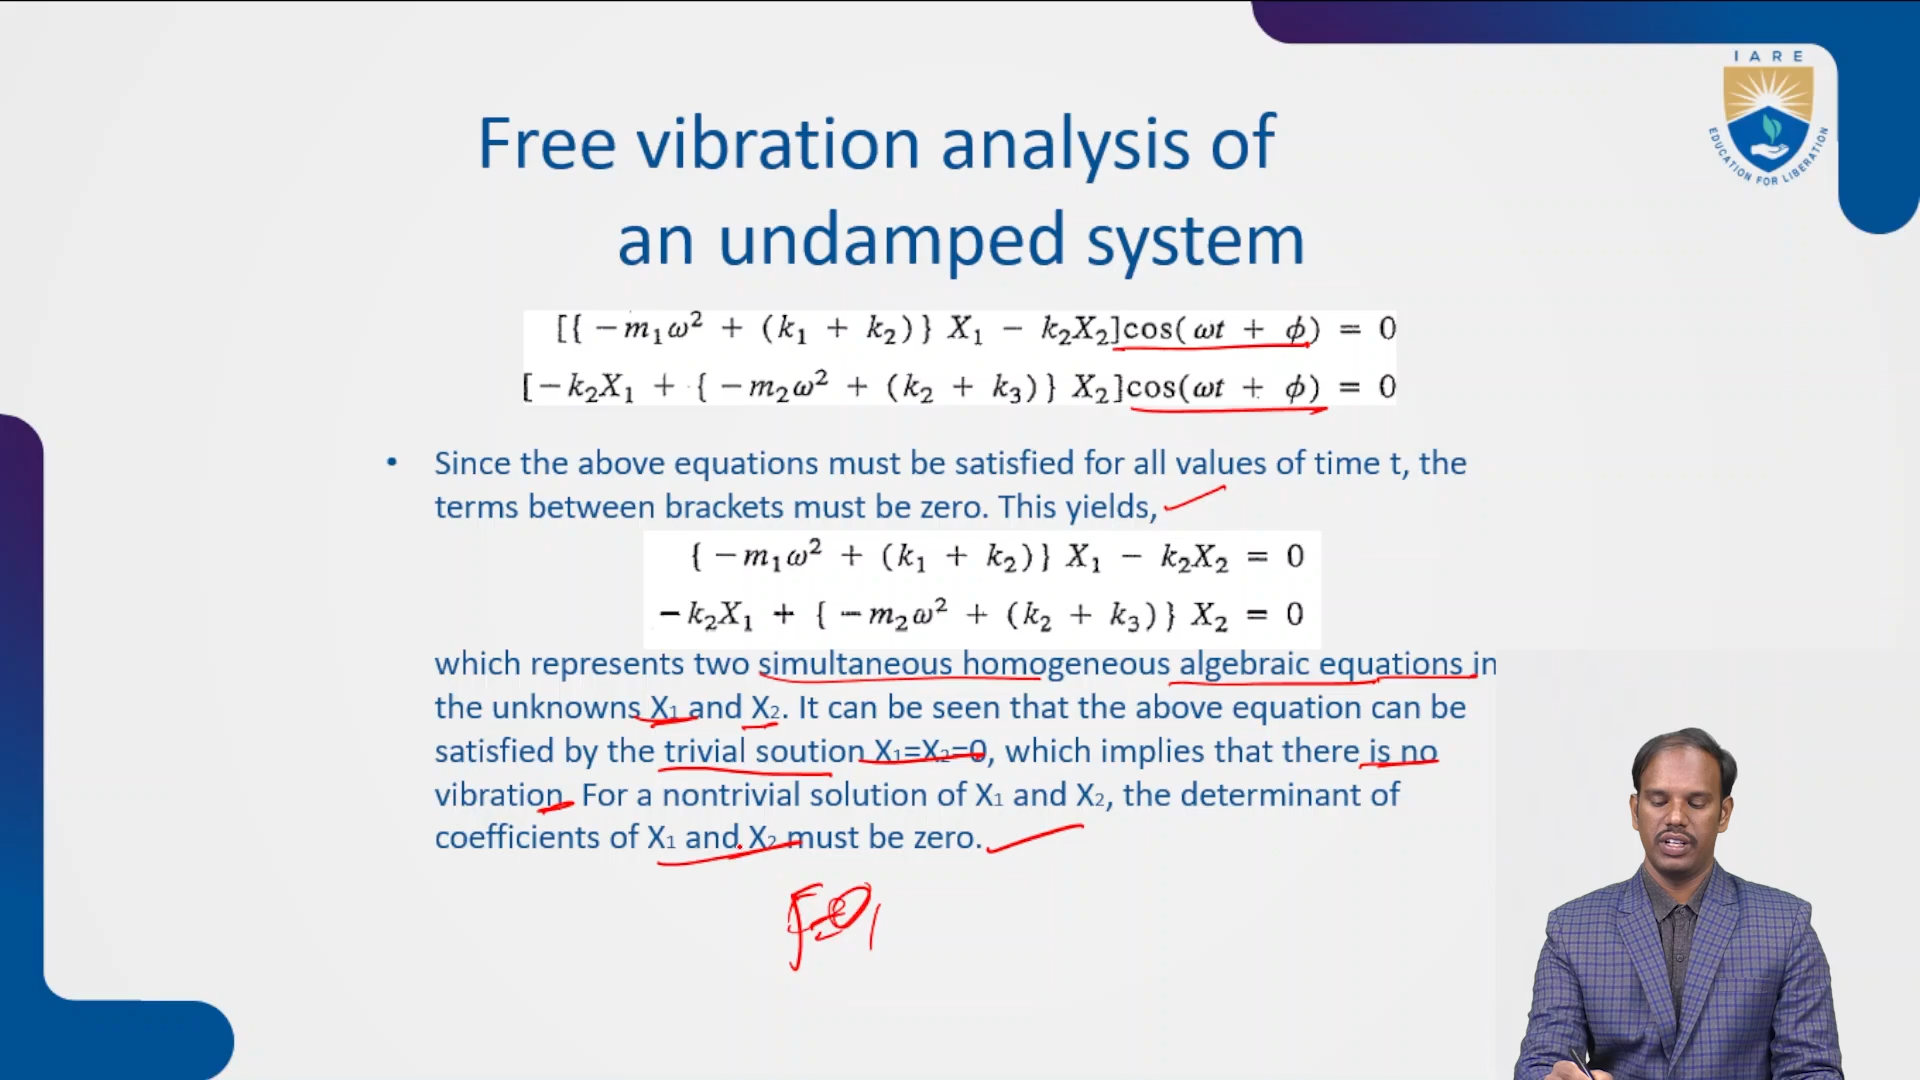 I A R E
EDUCATION FOR LIBERATION
Free vibration analysis of
an undamped system
[{ −m₁ω² + (k₁ + k₂)} X₁ − k₂X₂]cos(ωt + ϕ) = 0
[−k₂X₁ + { −m₂ω² + (k₂ + k₃)} X₂]cos(ωt + ϕ) = 0
• Since the above equations must be satisfied for all values of time t, the
terms between brackets must be zero. This yields,
{ −m₁ω² + (k₁ + k₂)} X₁ − k₂X₂ = 0
−k₂X₁ + { −m₂ω² + (k₂ + k₃)} X₂ = 0
which represents two simultaneous homogeneous algebraic equations in
the unknowns X₁ and X₂. It can be seen that the above equation can be
satisfied by the trivial soution X₁=X₂=0, which implies that there is no
vibration. For a nontrivial solution of X₁ and X₂, the determinant of
coefficients of X₁ and X₂ must be zero.